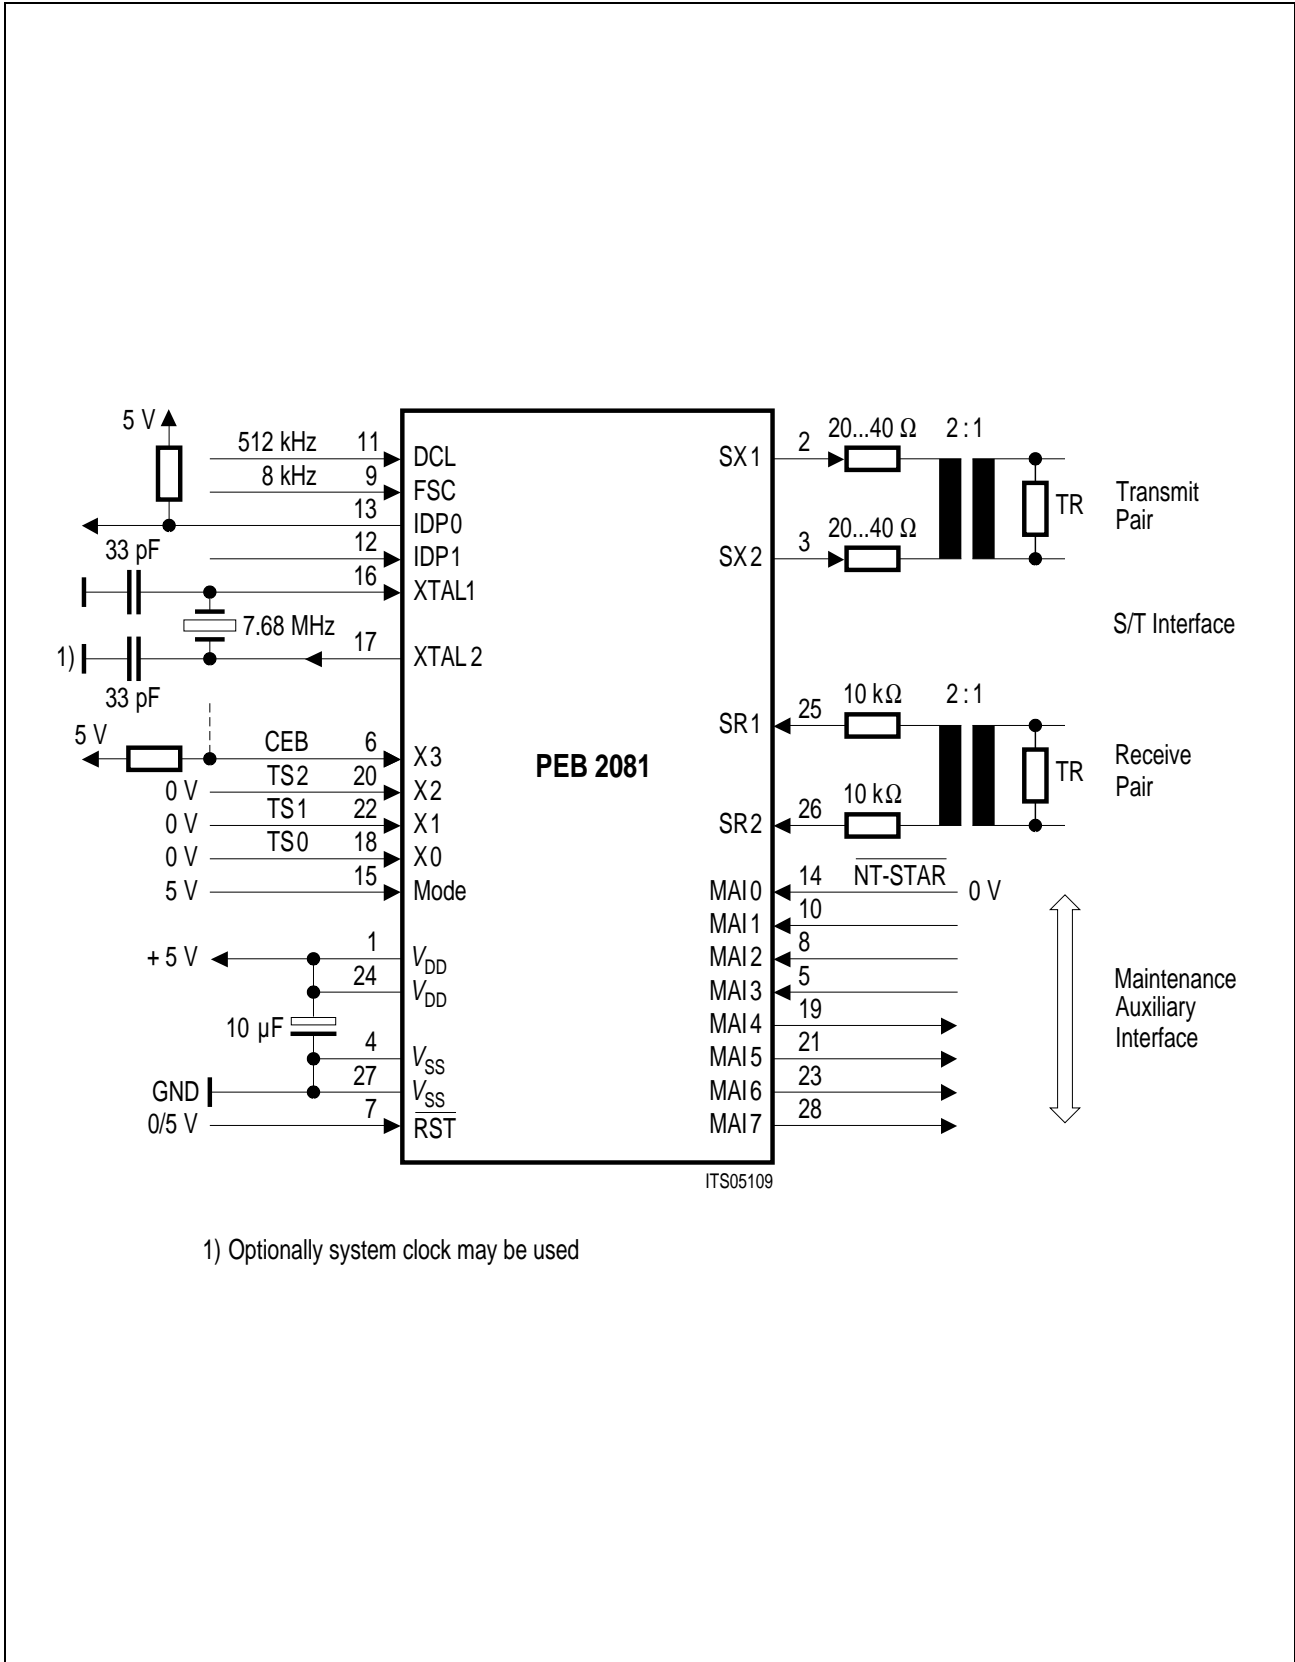 5 V
512 kHz 11 DCL
8 kHz 9 FSC
13 IDP0
33 pF
12 IDP1
16 XTAL1
7.68 MHz
1) 17 XTAL2
33 pF
5 V CEB 6 X3
0 V TS2 20 X2
0 V TS1 22 X1
0 V TS0 18 X0
5 V 15 Mode
+ 5 V 1 VDD
24 VDD
10 µF
4 VSS
GND 27 VSS
0/5 V 7 RST
PEB 2081
SX1 2 20...40 Ω 2 : 1
TR
Transmit
Pair
SX2 3 20...40 Ω
S/T Interface
SR1 25 10 kΩ 2 : 1
TR
Receive
Pair
SR2 26 10 kΩ
MAI0 14 NT-STAR 0 V
MAI1 10
MAI2 8
MAI3 5
MAI4 19
MAI5 21
MAI6 23
MAI7 28
Maintenance
Auxiliary
Interface
ITS05109
1) Optionally system clock may be used